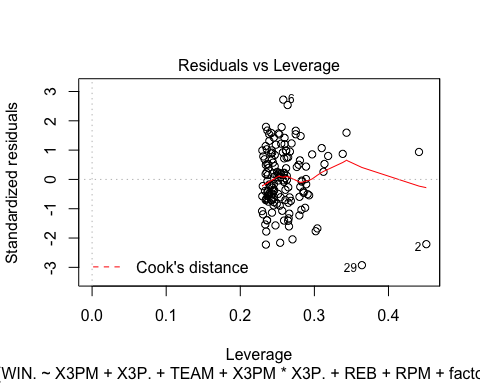 Residuals vs Leverage
Standardized residuals
3
2
1
0
-1
-2
-3
6
2
29
Cook's distance
0.0 0.1 0.2 0.3 0.4
Leverage
WIN. ~ X3PM + X3P. + TEAM + X3PM * X3P. + REB + RPM + facto